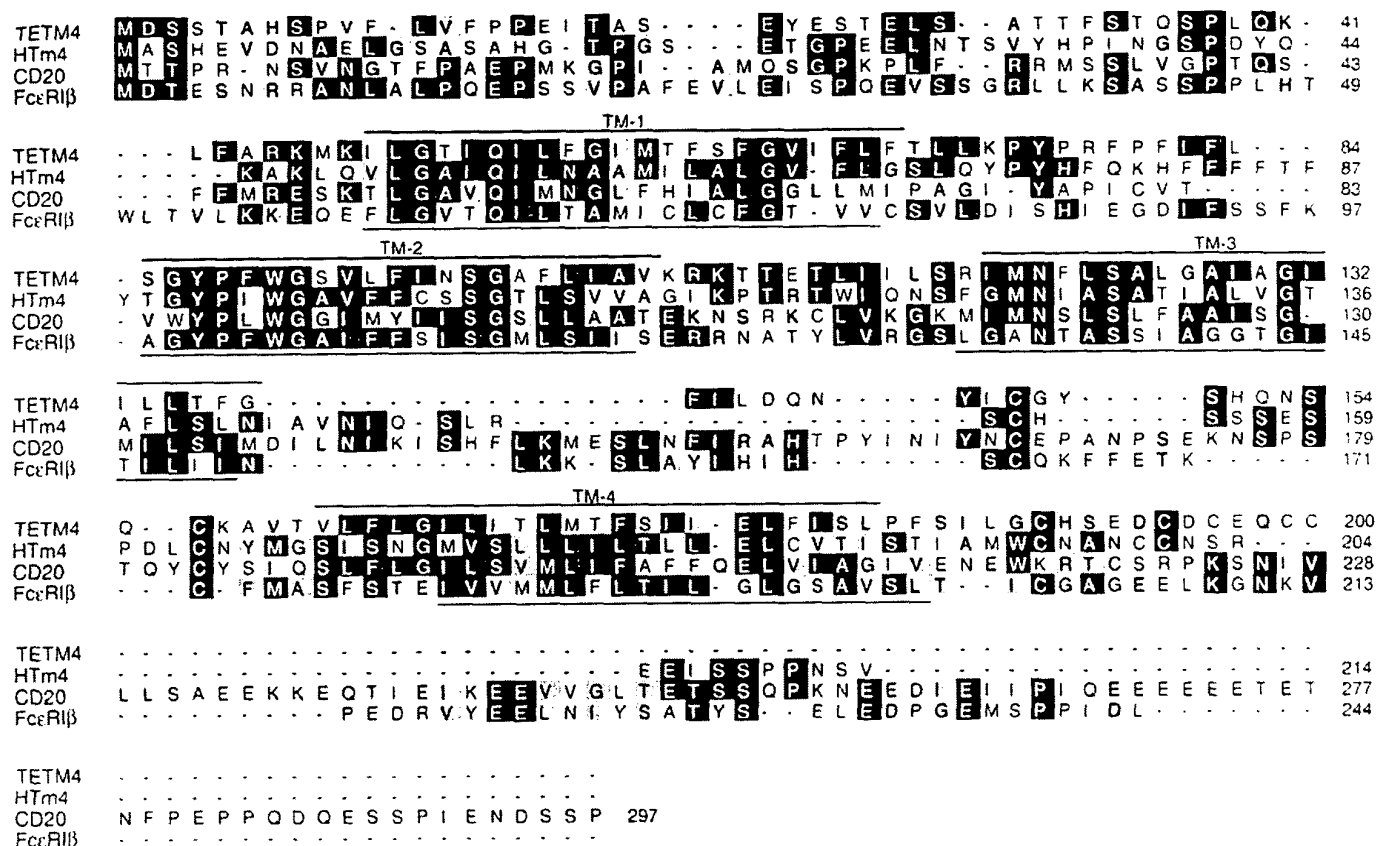 TETM4 M D S S T A H S P V F - L V F P P E I T A S - - - - E Y E S T E L S - - A T T F S T Q S P L Q K - 41
HTm4 M A S H E V D N A E L G S A S A H G - T P G S - - - E T G P E E L N T S V Y H P I N G S P D Y Q - 44
CD20 M T T P R - N S V N G T F P A E P M K G P I - - A M Q S G P K P L F - - R R M S S L V G P T Q S - 43
FcεRIβ M D T E S N R R A N L A L P Q E P S S V P A F E V L E I S P Q E V S S G R L L K S A S S P P L H T 49
TM-1
TETM4 - - - L F A R K M K I L G T I Q I L F G I M T F S F G V I F L F T L L K P Y P R F P F I F L - - - 84
HTm4 - - - - - K A K L Q V L G A I Q I L N A A M I L A L G V - F L G S L Q Y P Y H F Q K H F F F F T F 87
CD20 - - - F F M R E S K T L G A V Q I M N G L F H I A L G G L L M I P A G I - Y A P I C V T - - - - - 83
FcεRIβ W L T V L K K E Q E F L G V T Q I L T A M I C L C F G T - V V C S V L D I S H I E G D I F S S F K 97
TM-2 TM-3
TETM4 - S G Y P F W G S V L F I N S G A F L I A V K R K T T E T L I I L S R I M N F L S A L G A I A G I 132
HTm4 Y T G Y P I W G A V F F C S S G T L S V V A G I K P T R T W I Q N S F G M N I A S A T I A L V G T 136
CD20 - V W Y P L W G G I M Y I I S G S L L A A T E K N S R K C L V K G K M I M N S L S L F A A I S G - 130
FcεRIβ - A G Y P F W G A I F F S I S G M L S I I S E R R N A T Y L V R G S L G A N T A S S I A G G T G I 145
TETM4 I L L T F G - - - - - - - - - - - - - - - - - F I L D Q N - - - - - Y I C G Y - - - - - S H Q N S 154
HTm4 A F L S L N I A V N I Q - S L R - - - - - - - - - - - - - - - - - - - S C H - - - - - - S S S E S 159
CD20 M I L S I M D I L N I K I S H F L K M E S L N F I R A H T P Y I N I Y N C E P A N P S E K N S P S 179
FcεRIβ T I L I I N - - - - - - - - - - L K K - S L A Y I H I H - - - - - - - S C Q K F F E T K - - - - - 171
TM-4
TETM4 Q - - C K A V T V L F L G I L I T L M T F S I I - E L F I S L P F S I L G C H S E D C D C E Q C C 200
HTm4 P D L C N Y M G S I S N G M V S L L L I L T L L - E L C V T I S T I A M W C N A N C C N S R - - - 204
CD20 T Q Y C Y S I Q S L F L G I L S V M L I F A F F Q E L V I A G I V E N E W K R T C S R P K S N I V 228
FcεRIβ - - - C - F M A S F S T E I V V M M L F L T I L - G L G S A V S L T - - I C G A G E E L K G N K V 213
TETM4 - - - - - - - - - - - - - - - - - - - - - - - - - - - - - - - - - - - - - - - - - - - - - - - - -
HTm4 - - - - - - - - - - - - - - - - - - - - - E E I S S P P N S V - - - - - - - - - - - - - - - - - - 214
CD20 L L S A E E K K E Q T I E I K E E V V G L T E T S S Q P K N E E D I E I I P I Q E E E E E E T E T 277
FcεRIβ - - - - - - - - - P E D R V Y E E L N I Y S A T Y S - - E L E D P G E M S P P I D L - - - - - - - 244
TETM4 - - - - - - - - - - - - - - - - - - - -
HTm4 - - - - - - - - - - - - - - - - - - - -
CD20 N F P E P P Q D Q E S S P I E N D S S P 297
FcεRIβ - - - - - - - - - - - - - - - - - - - -